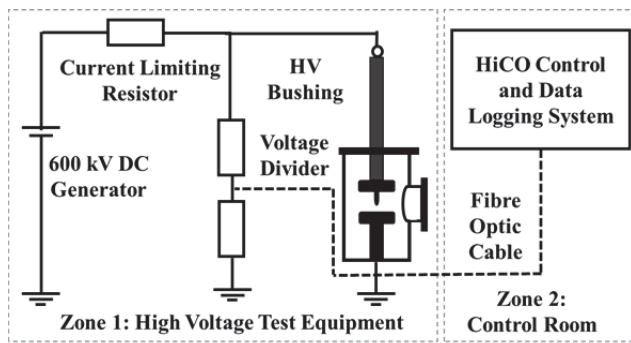 Current Limiting
Resistor
HV
Bushing
600 kV DC
Generator
Voltage
Divider
Zone 1: High Voltage Test Equipment
HiCO Control
and Data
Logging System
Fibre
Optic
Cable
Zone 2:
Control Room